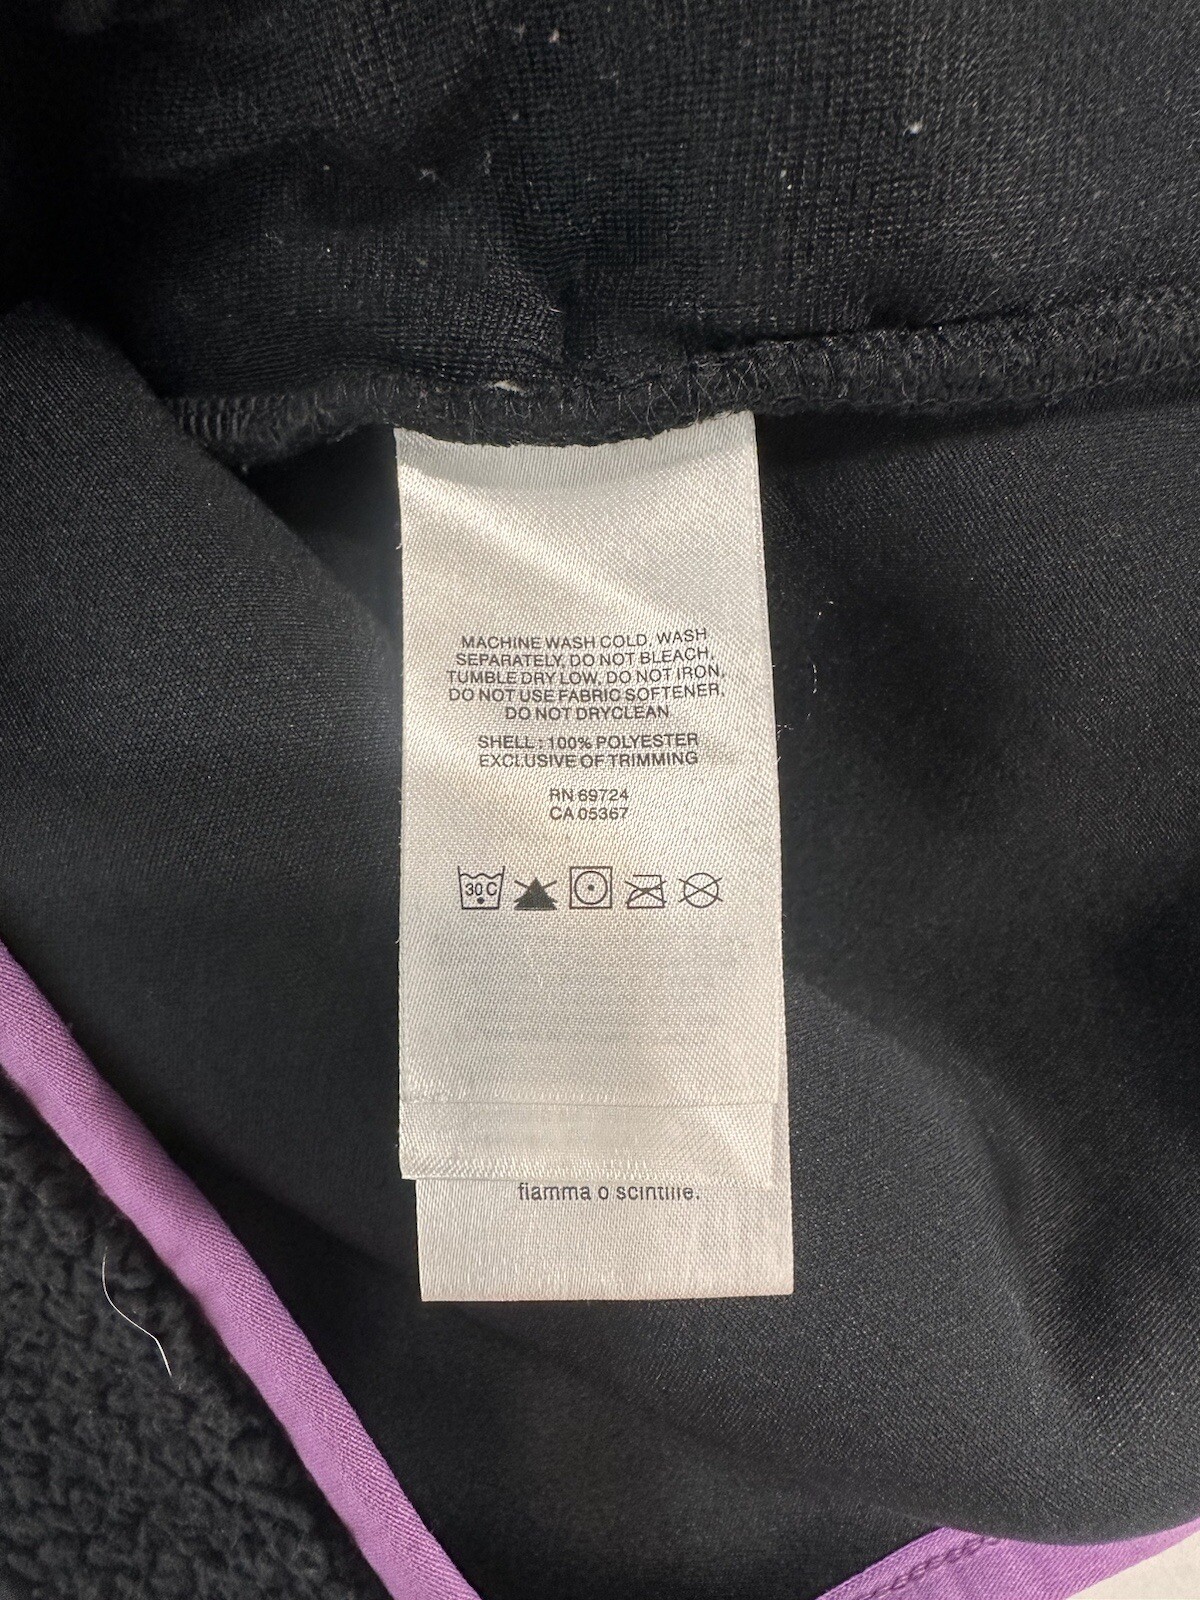 MACHINE WASH COLD, WASH
SEPARATELY, DO NOT BLEACH,
TUMBLE DRY LOW, DO NOT IRON,
DO NOT USE FABRIC SOFTENER,
DO NOT DRYCLEAN
SHELL : 100% POLYESTER
EXCLUSIVE OF TRIMMING
RN 69724
CA 05367
30 C
fiamma o scintille.